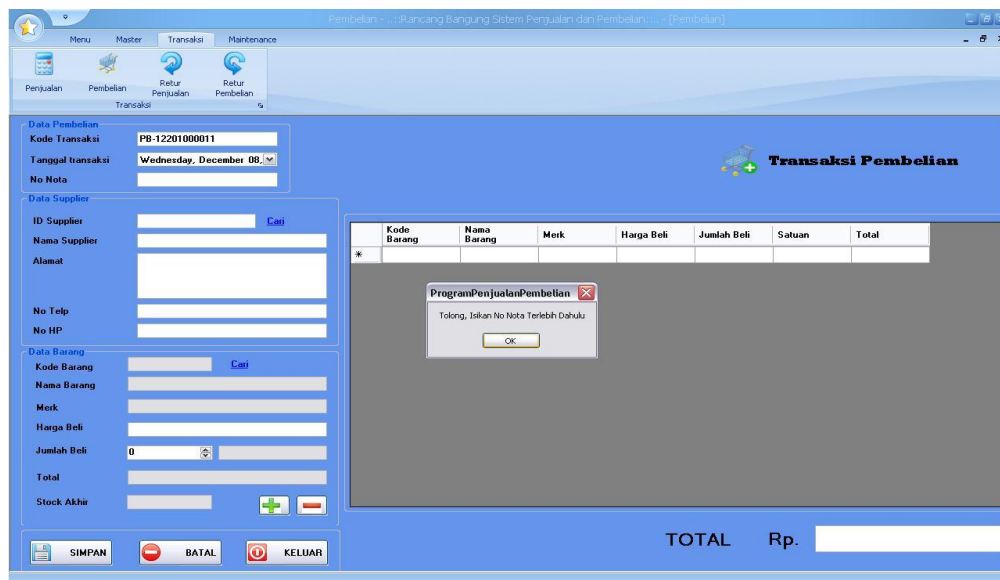 Pembelian - ..::Rancang Bangung Sistem Penjualan dan Pembelian::.. - [Pembelian]
Menu Master Transaksi Maintenance
Penjualan Pembelian Retur Penjualan Retur Pembelian
Transaksi
Data Pembelian
Kode Transaksi PB-12201000011
Tanggal transaksi Wednesday, December 08,
No Nota
Transaksi Pembelian
Data Supplier
ID Supplier Cari
Nama Supplier
Alamat
No Telp
No HP
Kode Barang Nama Barang Merk Harga Beli Jumlah Beli Satuan Total
ProgramPenjualanPembelian
Tolong, Isikan No Nota Terlebih Dahulu
OK
Data Barang
Kode Barang Cari
Nama Barang
Merk
Harga Beli
Jumlah Beli 0
Total
Stock Akhir
SIMPAN BATAL KELUAR
TOTAL Rp.